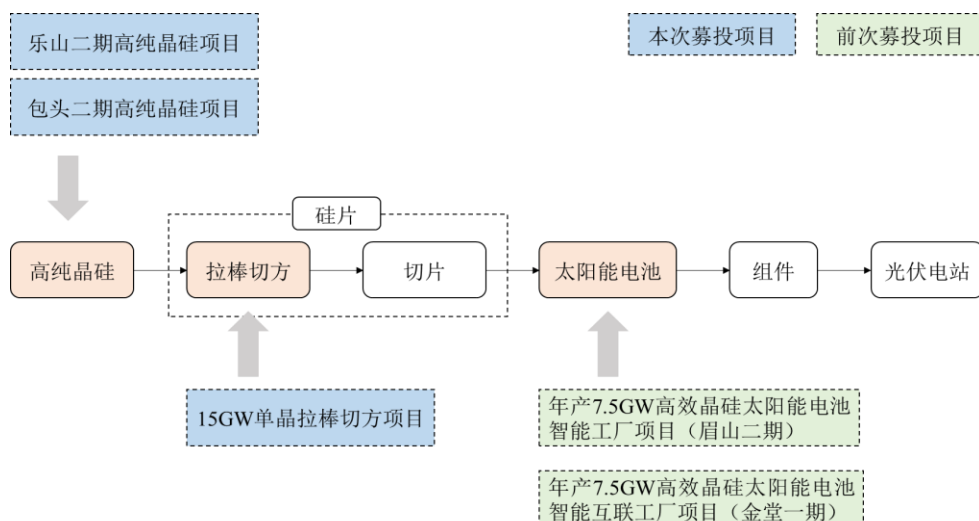 乐山二期高纯晶硅项目
本次募投项目
前次募投项目
包头二期高纯晶硅项目
硅片
高纯晶硅
拉棒切方
切片
太阳能电池
组件
光伏电站
15GW单晶拉棒切方项目
年产7.5GW高效晶硅太阳能电池
智能工厂项目（眉山二期）
年产7.5GW高效晶硅太阳能电池
智能互联工厂项目（金堂一期）